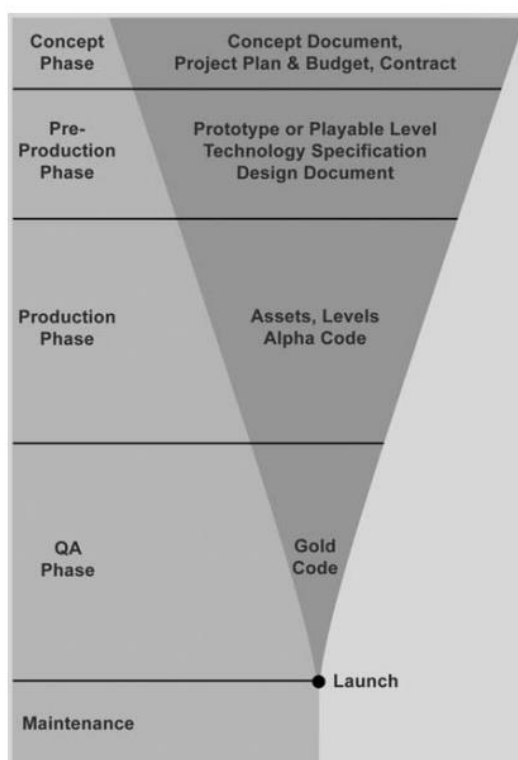 Concept
Phase
Concept Document,
Project Plan & Budget, Contract
Pre-
Production
Phase
Prototype or Playable Level
Technology Specification
Design Document
Production
Phase
Assets, Levels
Alpha Code
QA
Phase
Gold
Code
Launch
Maintenance